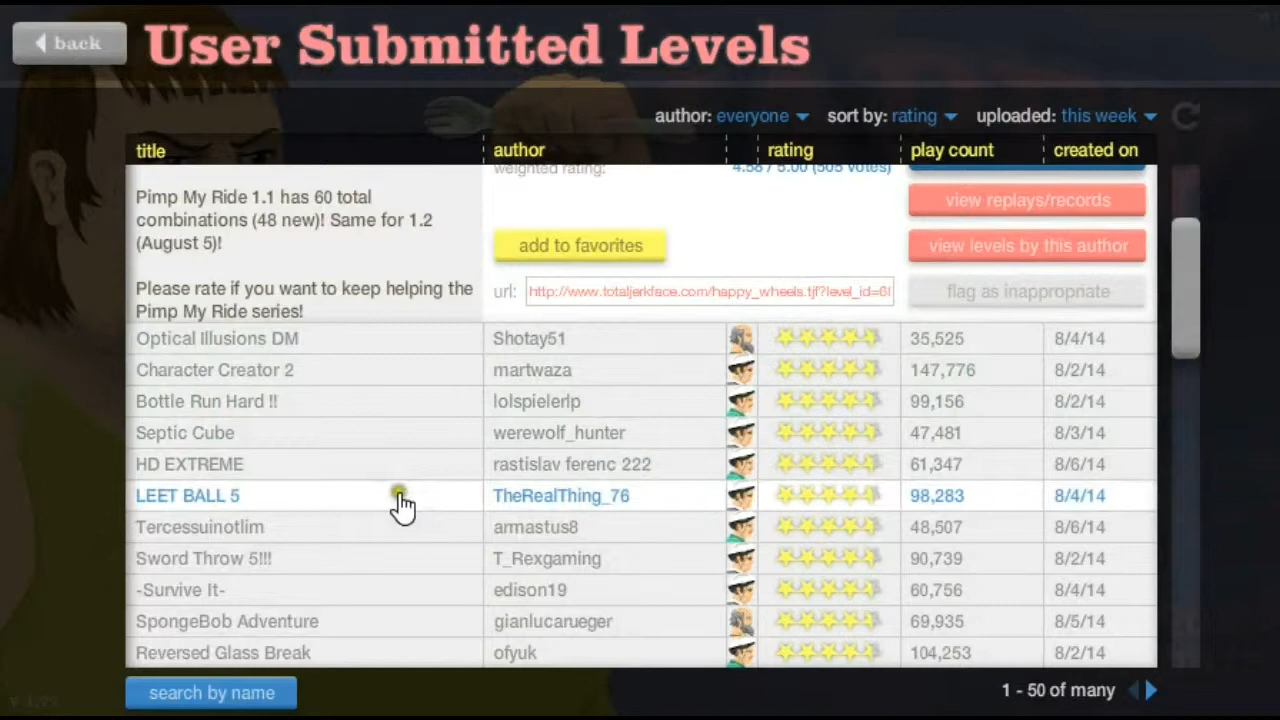 back
User Submitted Levels
author: everyone sort by: rating uploaded: this week
title author rating play count created on
weighted rating: 4.58 / 5.00 (505 votes)
Pimp My Ride 1.1 has 60 total
combinations (48 new)! Same for 1.2
(August 5)!
Please rate if you want to keep helping the
Pimp My Ride series!
add to favorites
url: http://www.totaljerkface.com/happy_wheels.tjf?level_id=6
view replays/records
view levels by this author
flag as inappropriate
Optical Illusions DM Shotay51 35,525 8/4/14
Character Creator 2 martwaza 147,776 8/2/14
Bottle Run Hard !! lolspielerlp 99,156 8/2/14
Septic Cube werewolf_hunter 47,481 8/3/14
HD EXTREME rastislav ferenc 222 61,347 8/6/14
LEET BALL 5 TheRealThing_76 98,283 8/4/14
Tercessuinotlim armastus8 48,507 8/6/14
Sword Throw 5!!! T_Rexgaming 90,739 8/2/14
-Survive It- edison19 60,756 8/4/14
SpongeBob Adventure gianlucarueger 69,935 8/5/14
Reversed Glass Break ofyuk 104,253 8/2/14
search by name
1 - 50 of many